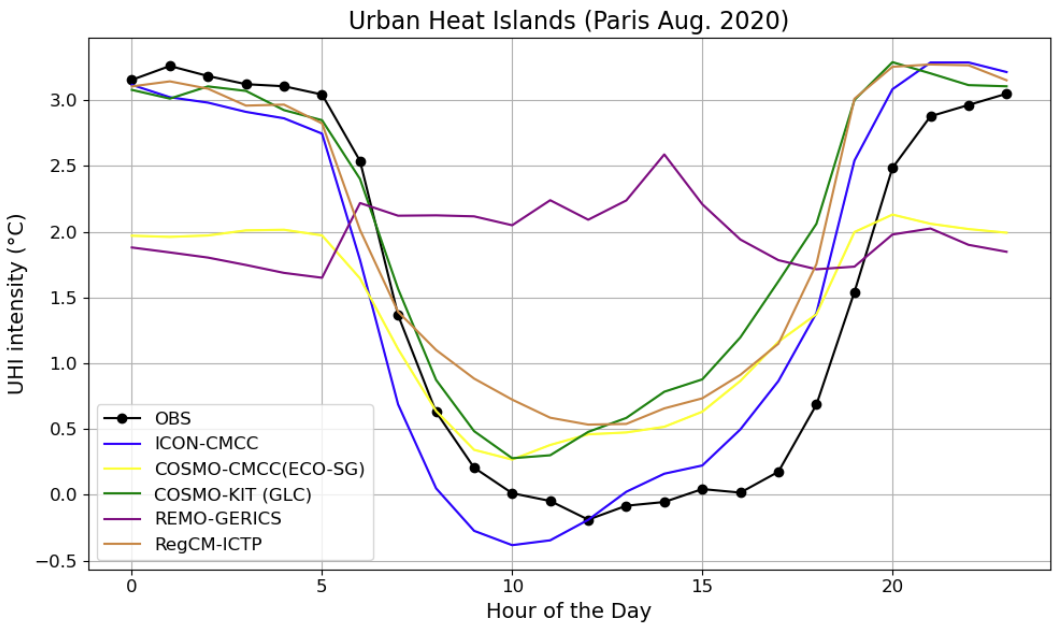 Urban Heat Islands (Paris Aug. 2020)
UHI intensity (°C)
3.0
2.5
2.0
1.5
1.0
0.5
0.0
−0.5
OBS
ICON-CMCC
COSMO-CMCC(ECO-SG)
COSMO-KIT (GLC)
REMO-GERICS
RegCM-ICTP
0 5 10 15 20
Hour of the Day